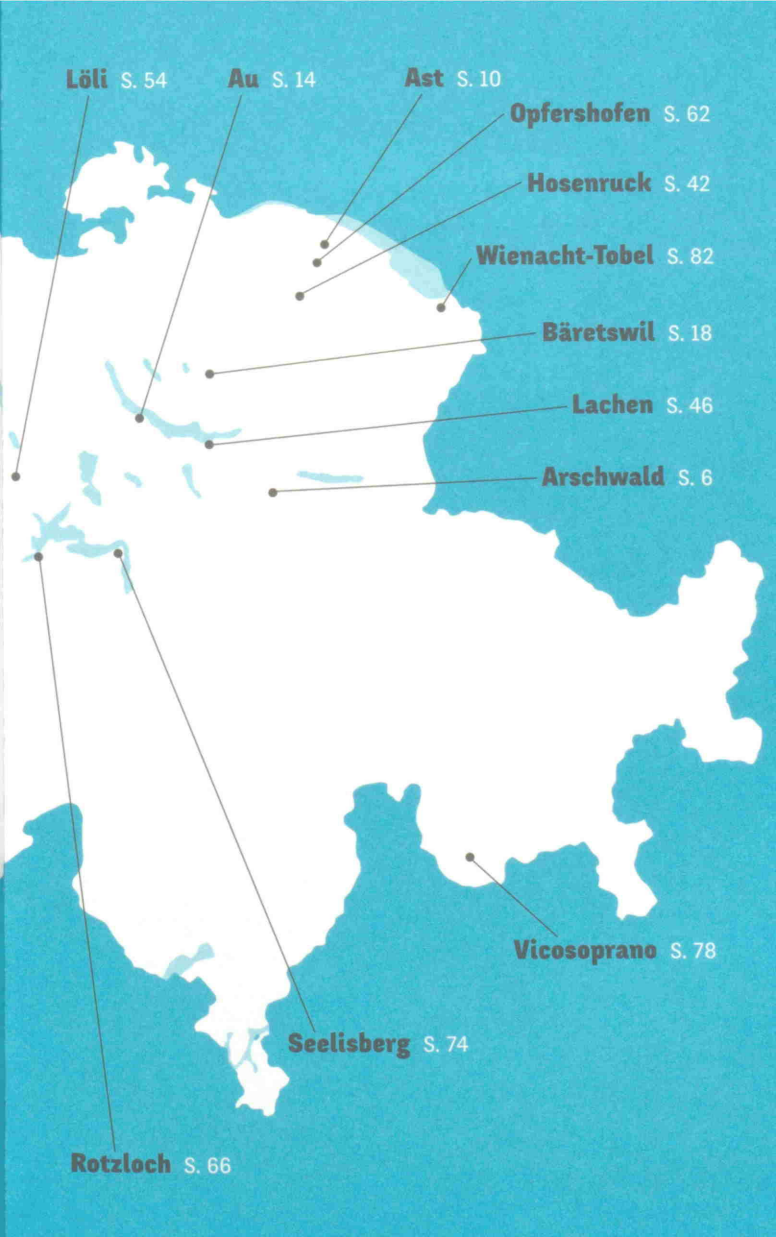 Löli S. 54
Au S. 14
Ast S. 10
Opfershofen S. 62
Hosenruck S. 42
Wienacht-Tobel S. 82
Bäretswil S. 18
Lachen S. 46
Arschwald S. 6
Vicosoprano S. 78
Seelisberg S. 74
Rotzloch S. 66